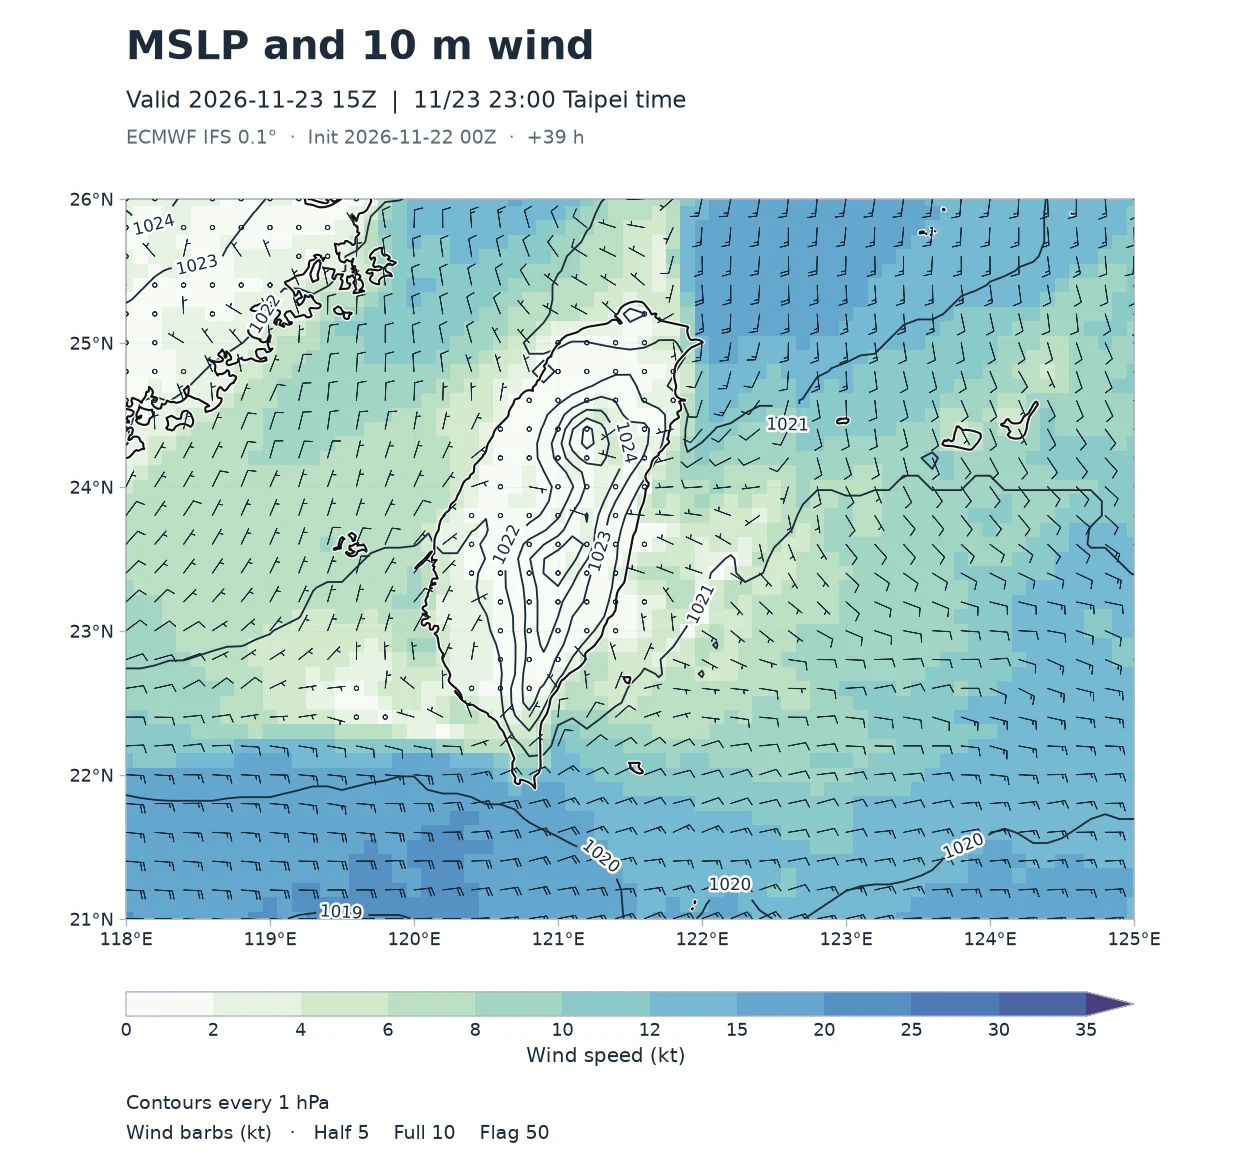 MSLP and 10 m wind
Valid 2026-11-23 15Z | 11/23 23:00 Taipei time
ECMWF IFS 0.1° · Init 2026-11-22 00Z · +39 h
26°N
1024
1023
1022
25°N
1021
1024
24°N
1022
1023
1021
23°N
22°N
1020
1020
1020
1019
21°N
118°E 119°E 120°E 121°E 122°E 123°E 124°E 125°E
0 2 4 6 8 10 12 15 20 25 30 35
Wind speed (kt)
Contours every 1 hPa
Wind barbs (kt) · Half 5 Full 10 Flag 50